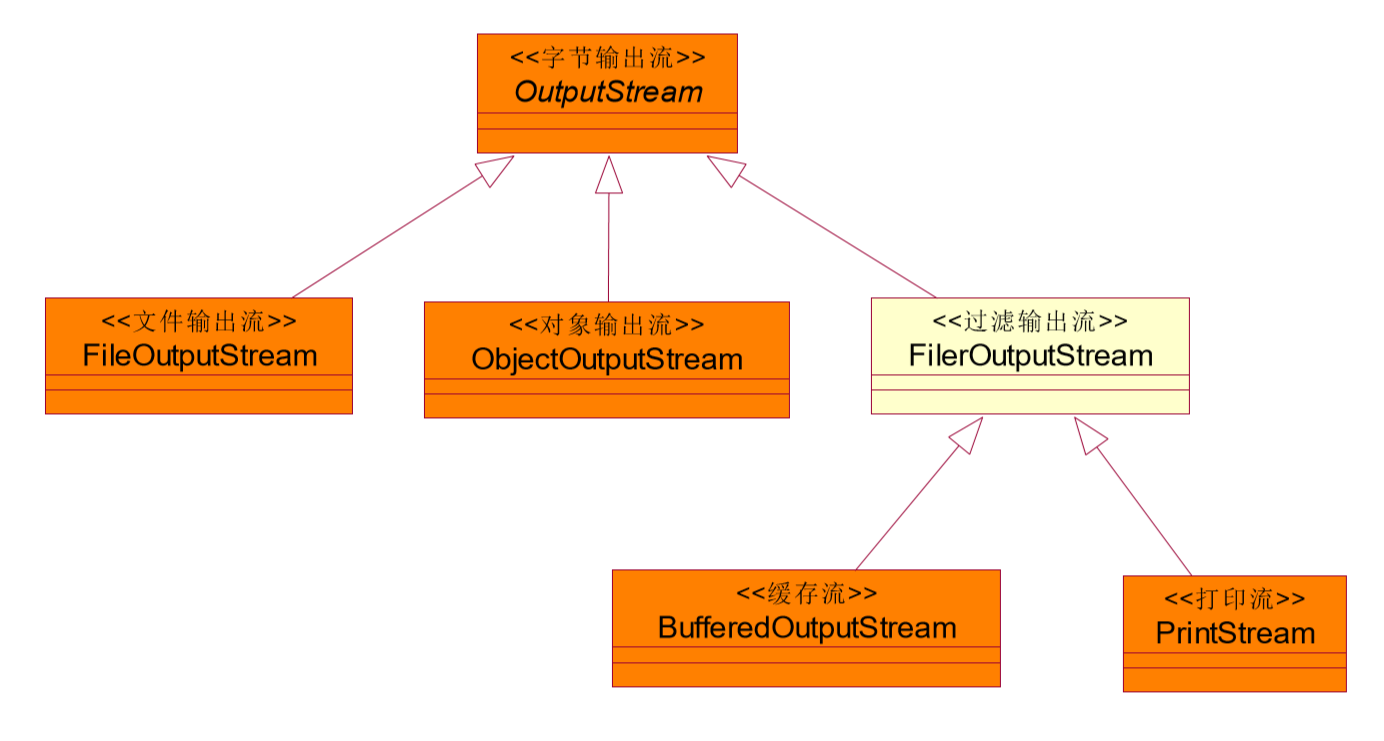 <<字节输出流>>
OutputStream
<<文件输出流>>
FileOutputStream
<<对象输出流>>
ObjectOutputStream
<<过滤输出流>>
FilerOutputStream
<<缓存流>>
BufferedOutputStream
<<打印流>>
PrintStream